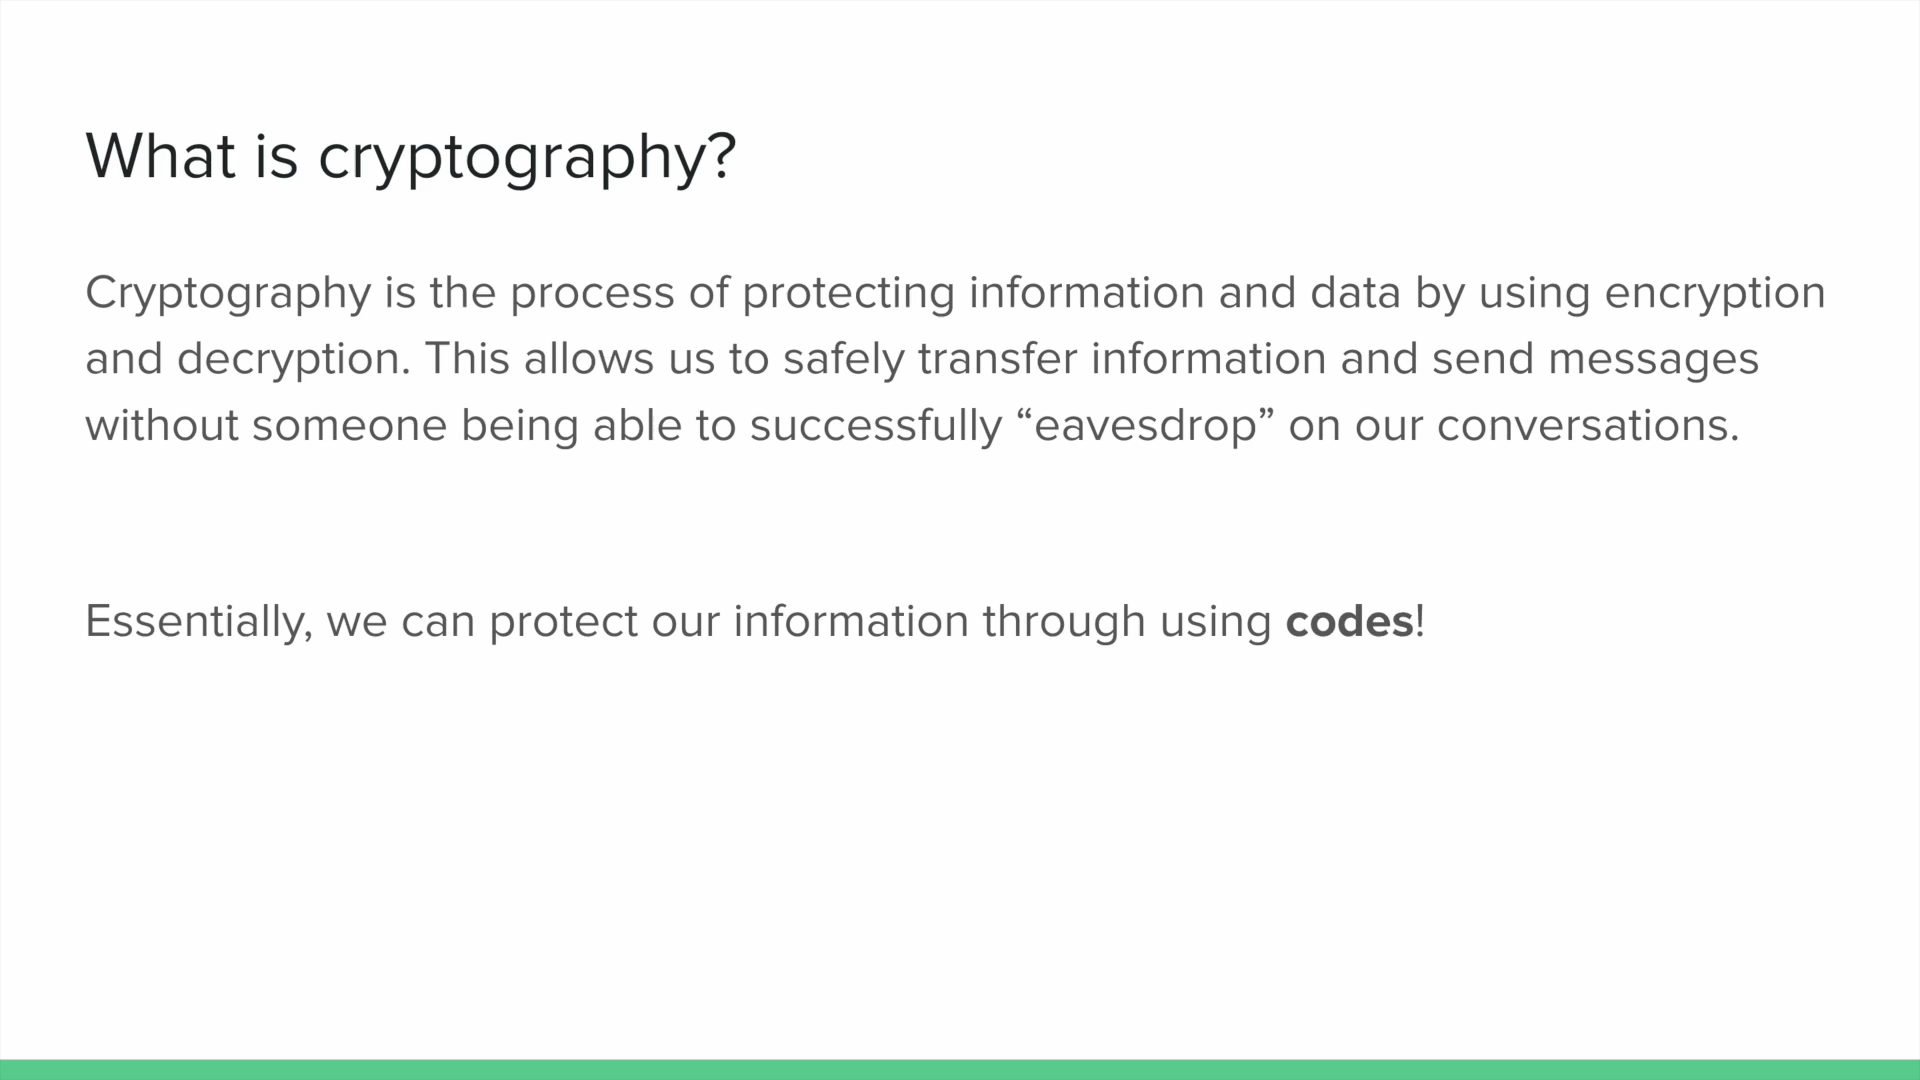 What is cryptography?
Cryptography is the process of protecting information and data by using encryption
and decryption. This allows us to safely transfer information and send messages
without someone being able to successfully “eavesdrop” on our conversations.
Essentially, we can protect our information through using codes!